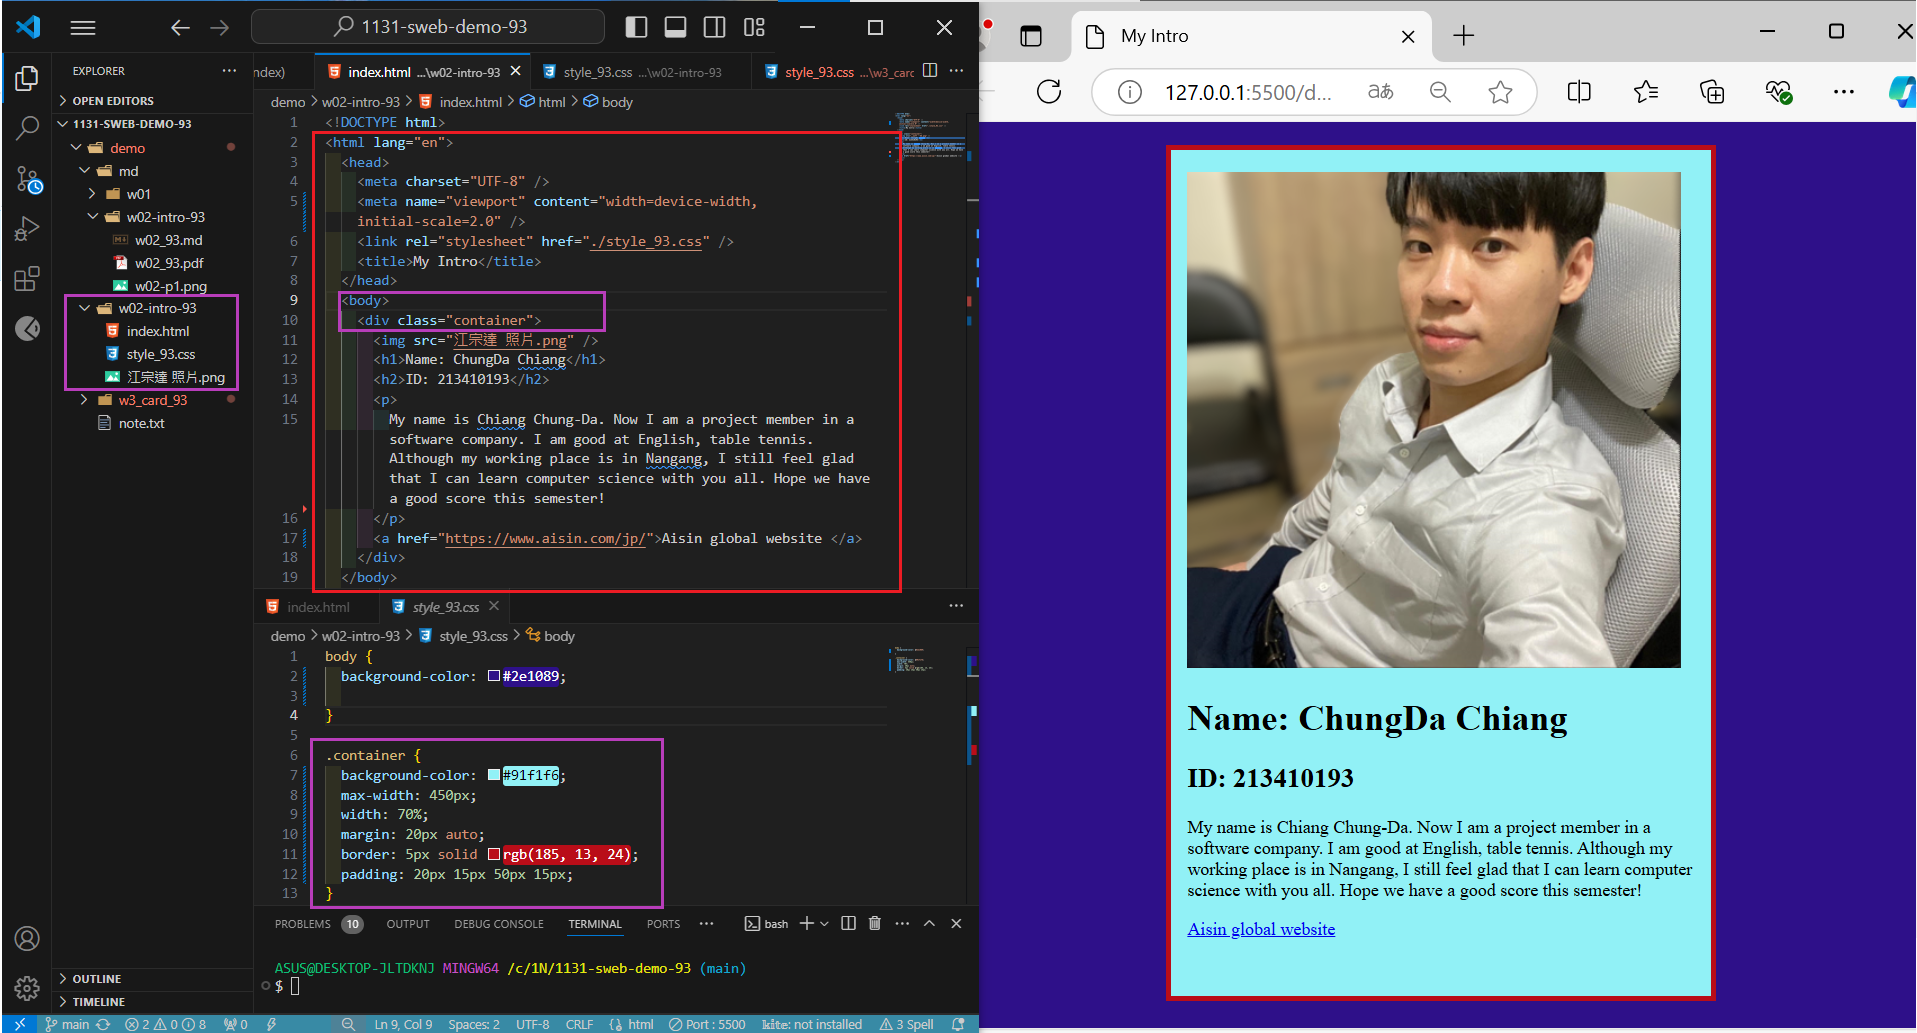 1131-sweb-demo-93
EXPLORER
OPEN EDITORS
1131-SWEB-DEMO-93
demo
md
w01
w02-intro-93
w02_93.md
w02_93.pdf
w02-p1.png
w02-intro-93
index.html
style_93.css
江宗達 照片.png
w3_card_93
note.txt
OUTLINE
TIMELINE
ndex)
index.html ...\w02-intro-93
style_93.css ...\w02-intro-93
style_93.css ...\w3_carc
demo > w02-intro-93 > index.html > html > body
1 <!DOCTYPE html>
2 <html lang="en">
3 <head>
4 <meta charset="UTF-8" />
5 <meta name="viewport" content="width=device-width,
initial-scale=2.0" />
6 <link rel="stylesheet" href="./style_93.css" />
7 <title>My Intro</title>
8 </head>
9 <body>
10 <div class="container">
11 <img src="江宗達 照片.png" />
12 <h1>Name: ChungDa Chiang</h1>
13 <h2>ID: 213410193</h2>
14 <p>
15 My name is Chiang Chung-Da. Now I am a project member in a
software company. I am good at English, table tennis.
Although my working place is in Nangang, I still feel glad
that I can learn computer science with you all. Hope we have
a good score this semester!
16 </p>
17 <a href="https://www.aisin.com/jp/">Aisin global website </a>
18 </div>
19 </body>
index.html
style_93.css
demo > w02-intro-93 > style_93.css > body
1 body {
2 background-color: #2e1089;
3
4 }
5
6 .container {
7 background-color: #91f1f6;
8 max-width: 450px;
9 width: 70%;
10 margin: 20px auto;
11 border: 5px solid rgb(185, 13, 24);
12 padding: 20px 15px 50px 15px;
13 }
PROBLEMS 10 OUTPUT DEBUG CONSOLE TERMINAL PORTS bash
ASUS@DESKTOP-JLTDKNJ MINGW64 /c/1N/1131-sweb-demo-93 (main)
$
main 2 0 8 0 Ln 9, Col 9 Spaces: 2 UTF-8 CRLF html Port : 5500 kite: not installed 3 Spell
My Intro
127.0.0.1:5500/d... aあ
Name: ChungDa Chiang
ID: 213410193
My name is Chiang Chung-Da. Now I am a project member in a
software company. I am good at English, table tennis. Although my
working place is in Nangang, I still feel glad that I can learn computer
science with you all. Hope we have a good score this semester!
Aisin global website